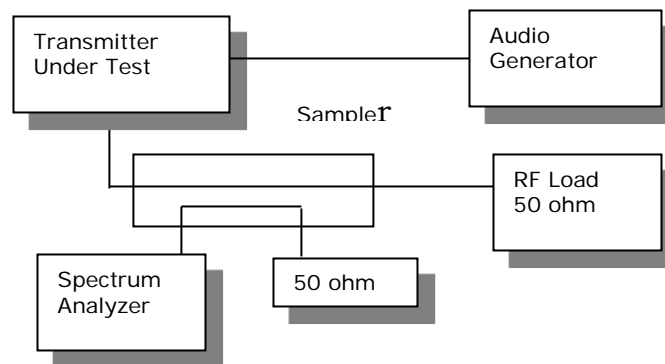 Transmitter
Under Test
Audio
Generator
Sampler
RF Load
50 ohm
Spectrum
Analyzer
50 ohm